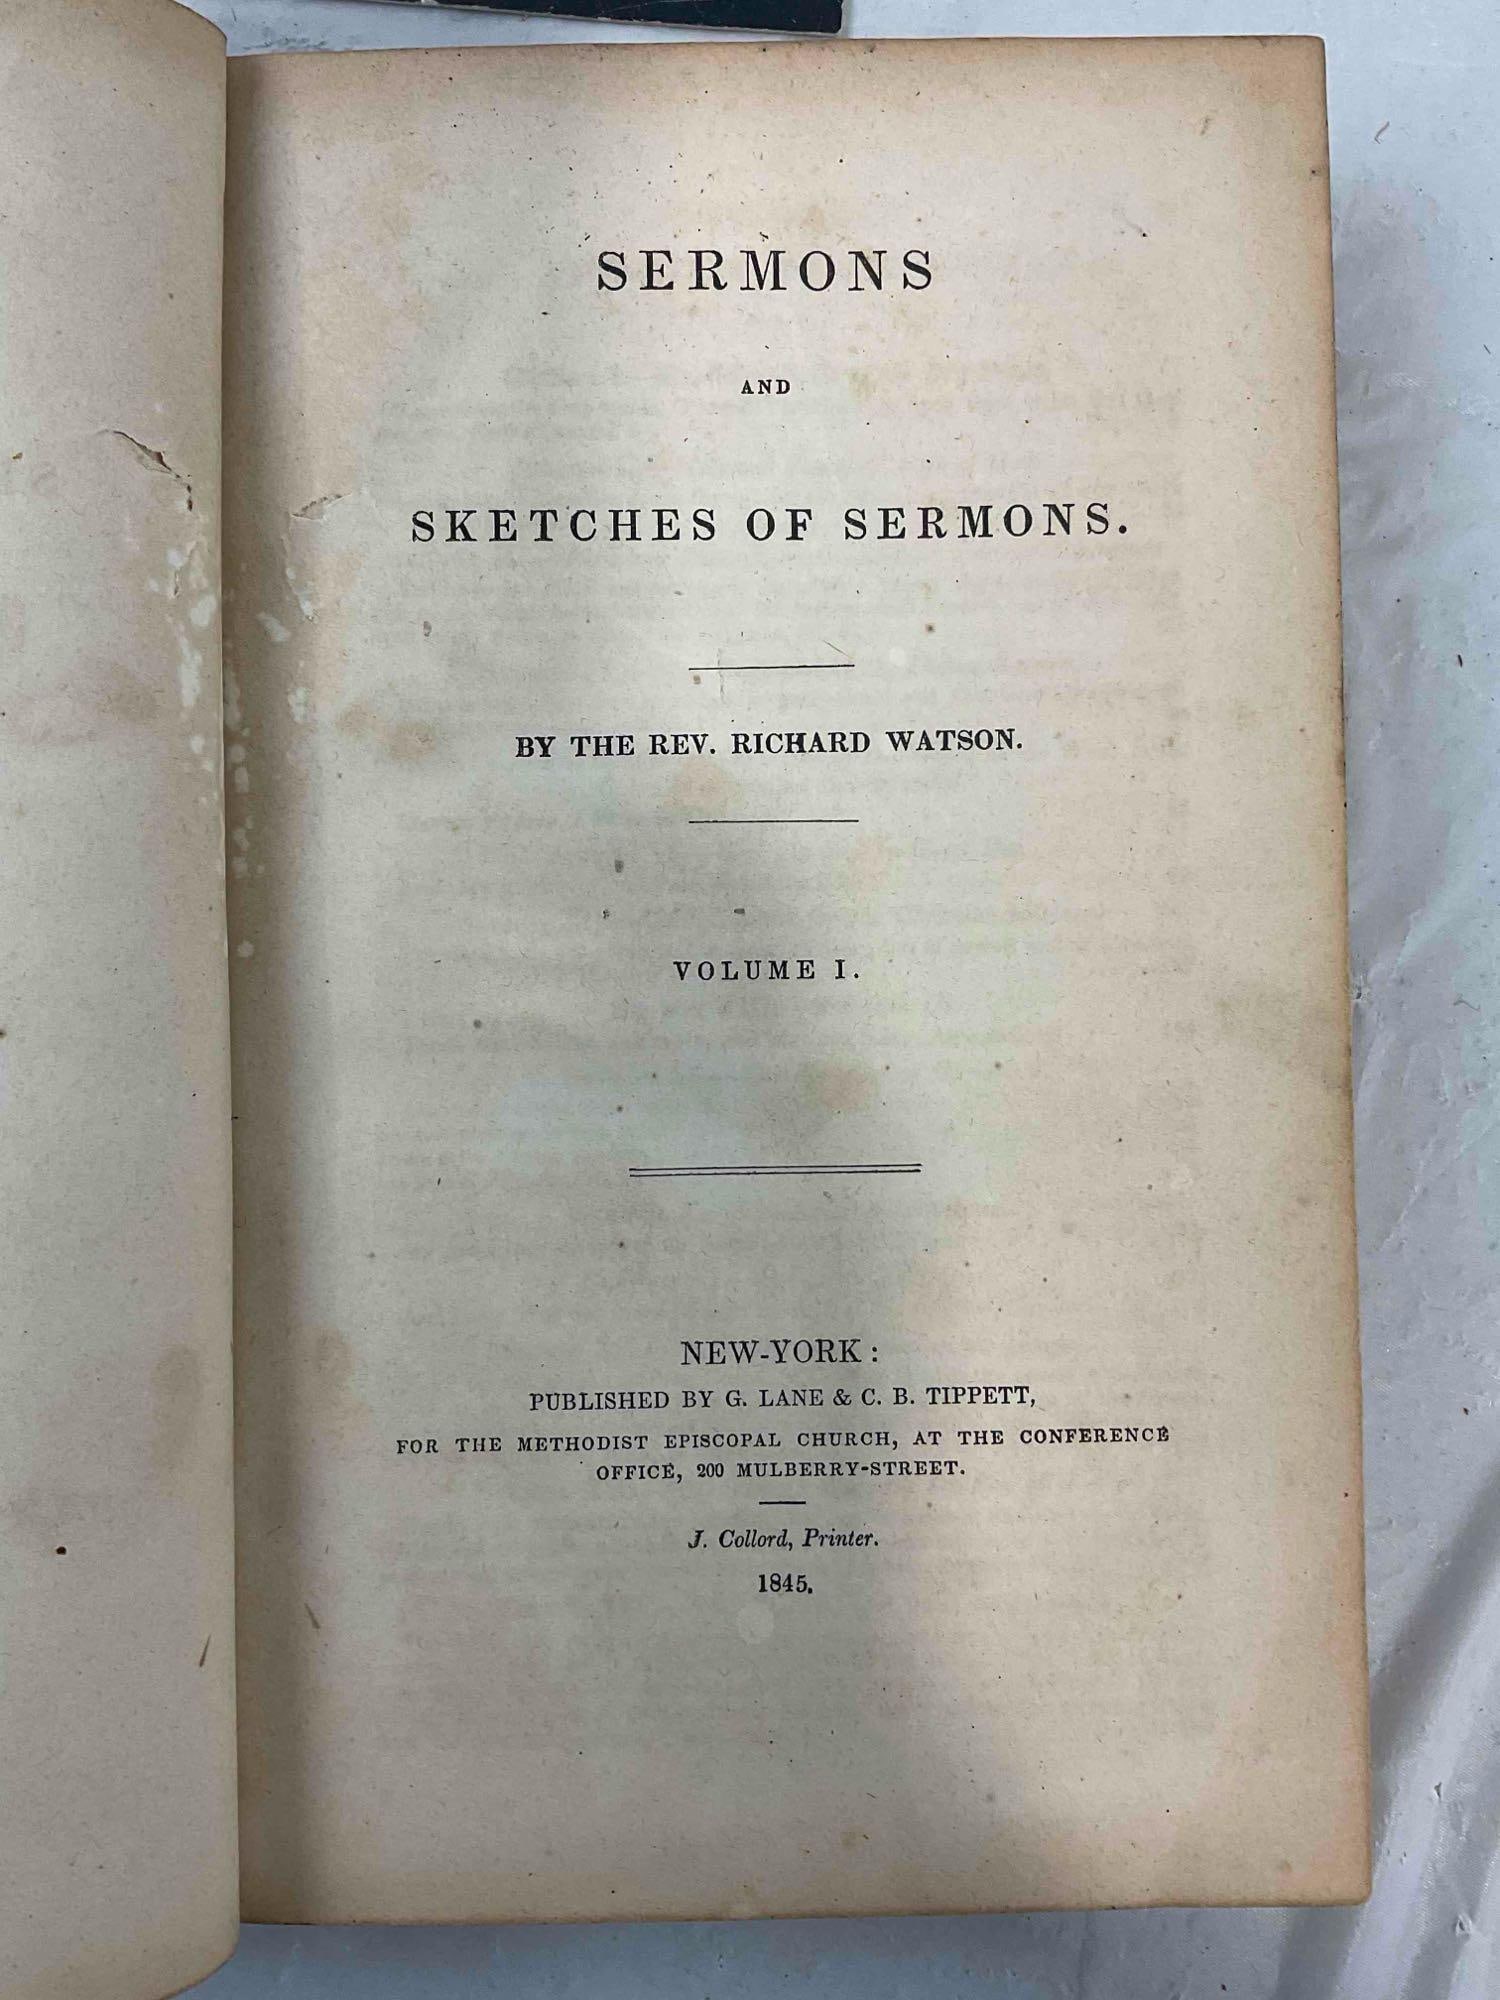 SERMONS
AND
SKETCHES OF SERMONS.
BY THE REV. RICHARD WATSON.
VOLUME I.
NEW-YORK:
PUBLISHED BY G. LANE & C. B. TIPPETT,
FOR THE METHODIST EPISCOPAL CHURCH, AT THE CONFERENCE
OFFICE, 200 MULBERRY-STREET.
J. Collord, Printer.
1845.